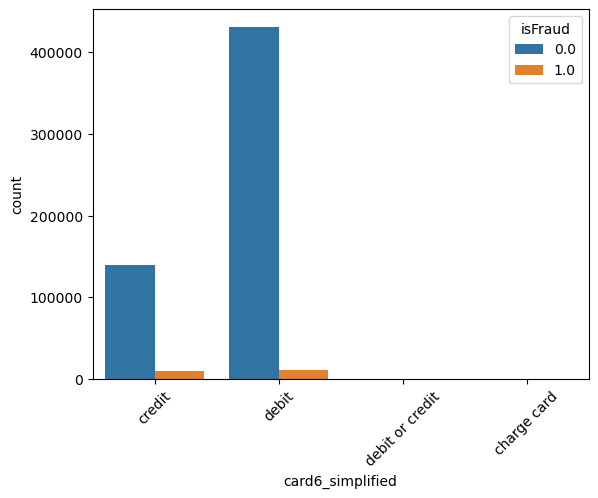 isFraud
0.0
1.0
400000
300000
200000
100000
0
count
credit
debit
debit or credit
charge card
card6_simplified